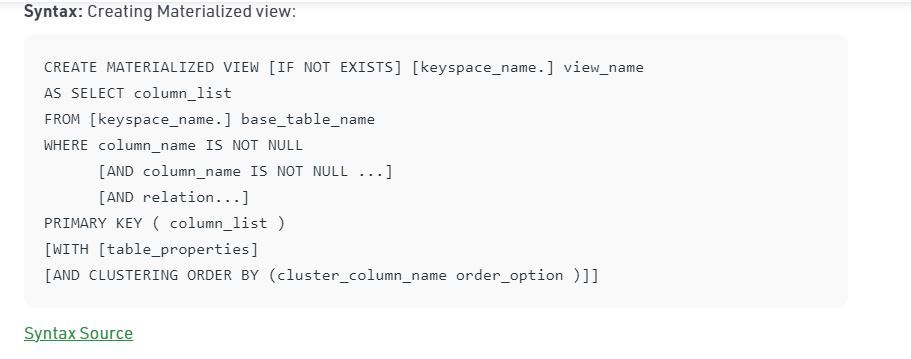 Syntax: Creating Materialized view:
CREATE MATERIALIZED VIEW [IF NOT EXISTS] [keyspace_name.] view_name
AS SELECT column_list
FROM [keyspace_name.] base_table_name
WHERE column_name IS NOT NULL
[AND column_name IS NOT NULL ...]
[AND relation...]
PRIMARY KEY ( column_list )
[WITH [table_properties]
[AND CLUSTERING ORDER BY (cluster_column_name order_option )]]
Syntax Source